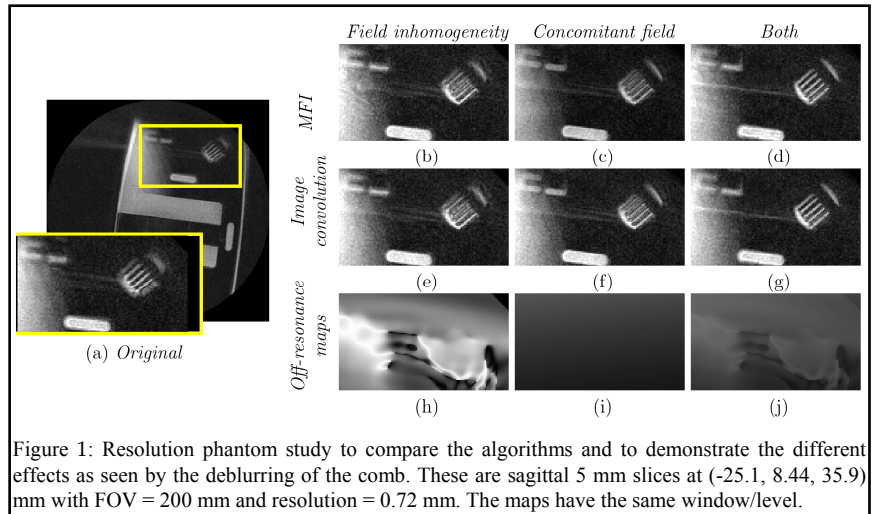 Field inhomogeneity Concomitant field Both
MFI
(b) (c) (d)
Image
convolution
(e) (f) (g)
(a) Original
Off-resonance
maps
(h) (i) (j)
Figure 1: Resolution phantom study to compare the algorithms and to demonstrate the different
effects as seen by the deblurring of the comb. These are sagittal 5 mm slices at (-25.1, 8.44, 35.9)
mm with FOV = 200 mm and resolution = 0.72 mm. The maps have the same window/level.